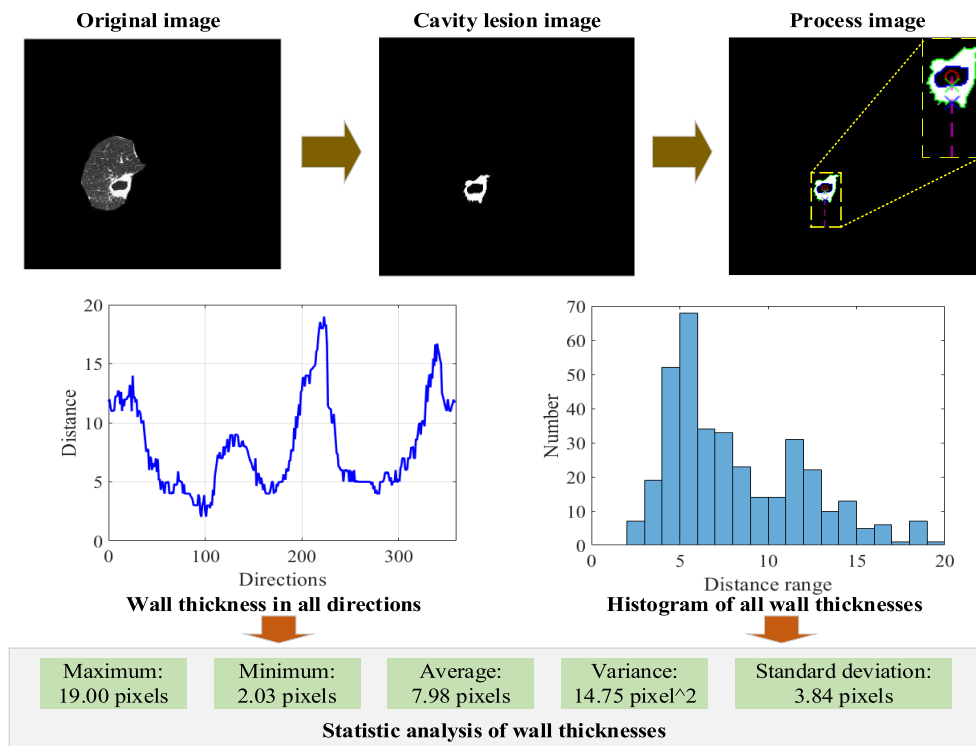 Original image
Cavity lesion image
Process image
20
15
10
5
0
0
100
200
300
Distance
Directions
Wall thickness in all directions
70
60
50
40
30
20
10
0
0
5
10
15
20
Number
Distance range
Histogram of all wall thicknesses
Maximum:
19.00 pixels
Minimum:
2.03 pixels
Average:
7.98 pixels
Variance:
14.75 pixel^2
Standard deviation:
3.84 pixels
Statistic analysis of wall thicknesses